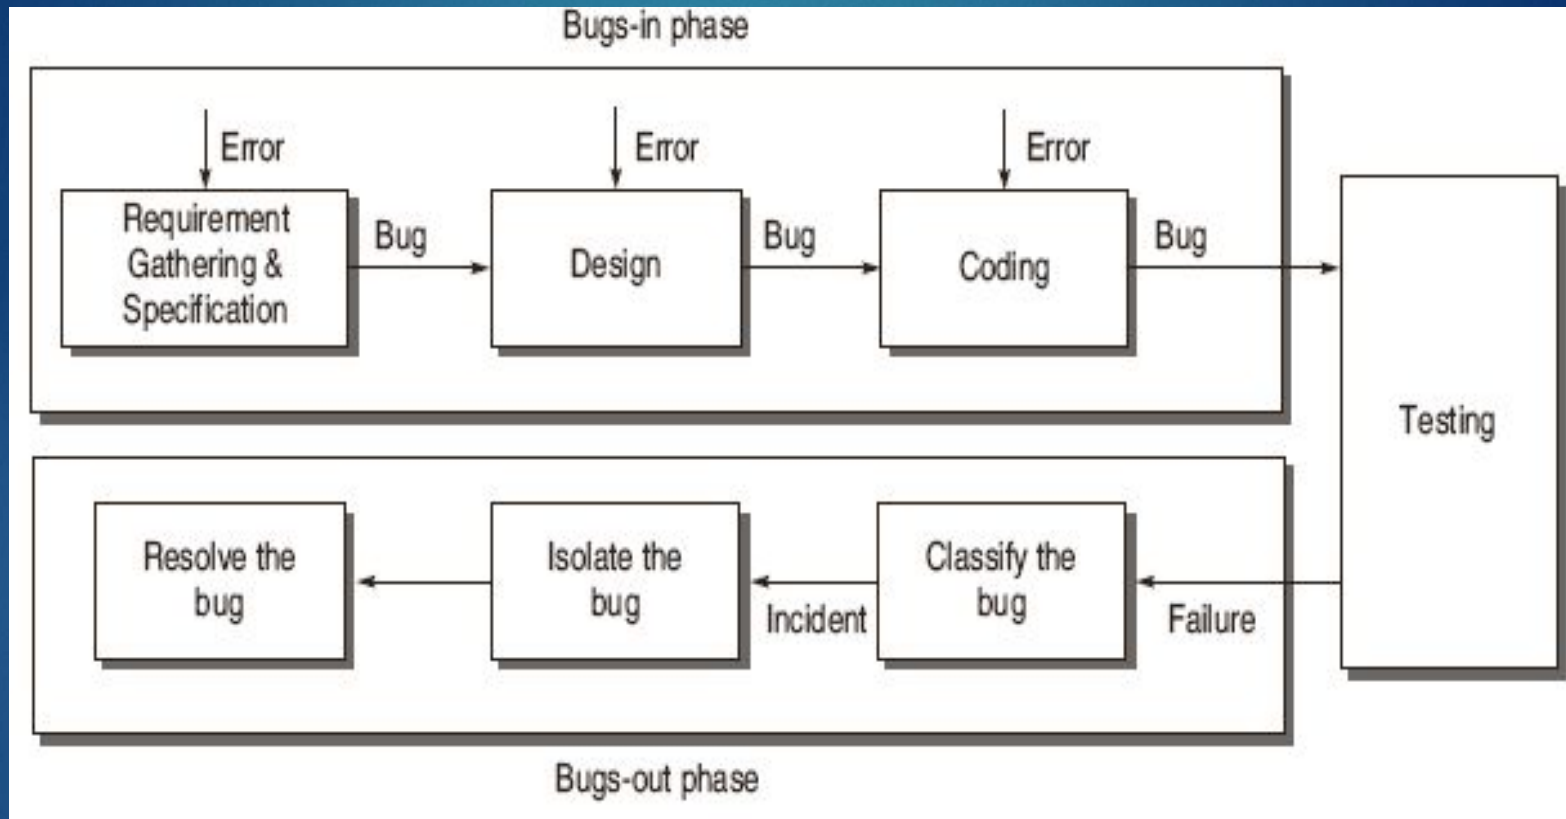 Bugs-in phase
Error
Error
Error
Requirement
Gathering &
Specification
Bug
Design
Bug
Coding
Bug
Testing
Resolve the
bug
Isolate the
bug
Incident
Classify the
bug
Failure
Bugs-out phase